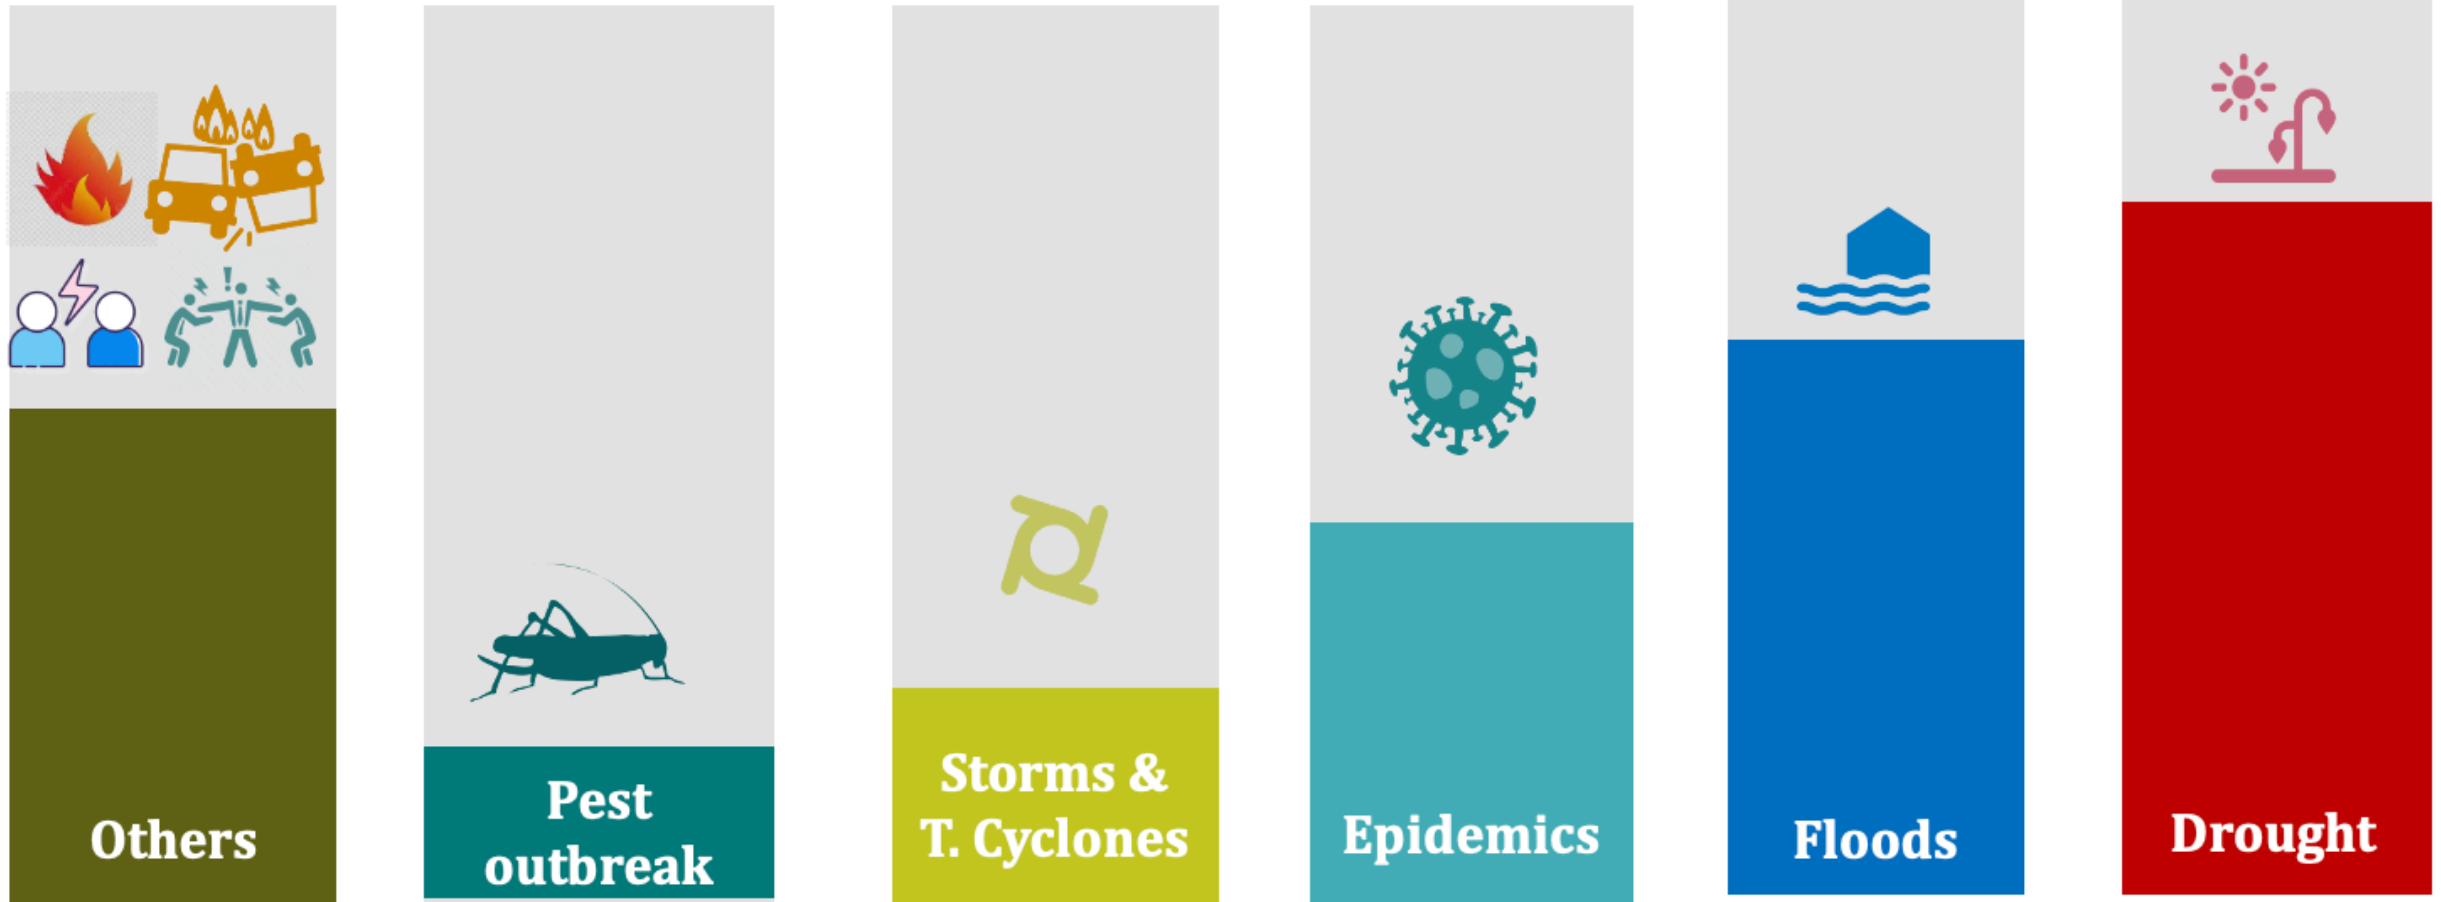 Others
Pest
outbreak
Storms &
T. Cyclones
Epidemics
Floods
Drought